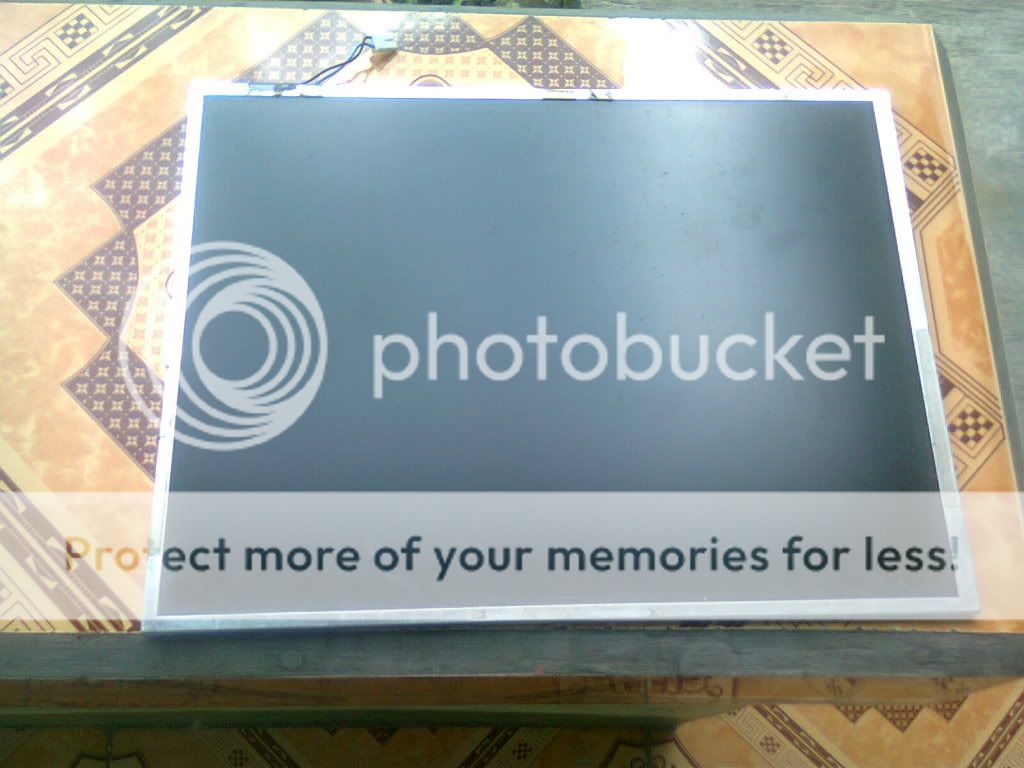 photobucket
Protect more of your memories for less!